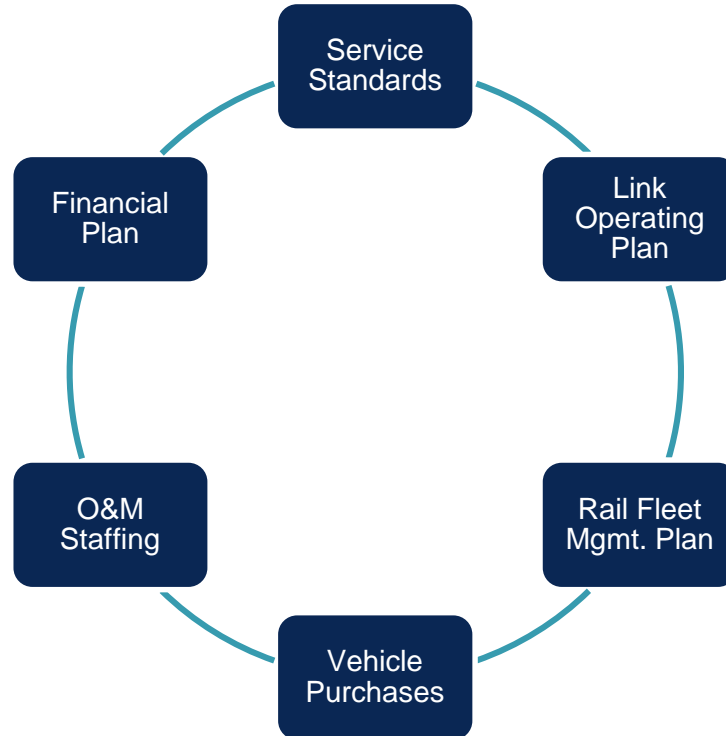 Service
Standards
Link
Operating
Plan
Rail Fleet
Mgmt. Plan
Vehicle
Purchases
O&M
Staffing
Financial
Plan